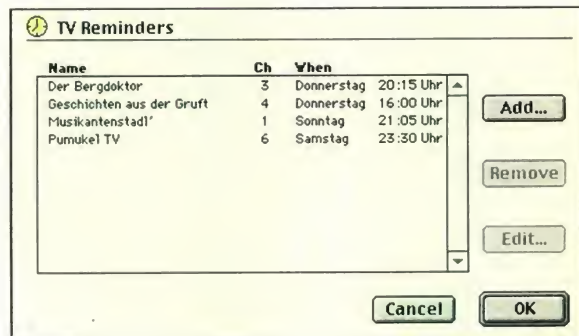 TV Reminders
Name Ch When
Der Bergdoktor 3 Donnerstag 20:15 Uhr
Geschichten aus der Gruft 4 Donnerstag 16:00 Uhr
Musikantenstadl' 1 Sonntag 21:05 Uhr
Pumukel TV 6 Samstag 23:30 Uhr
Add...
Remove
Edit...
Cancel
OK